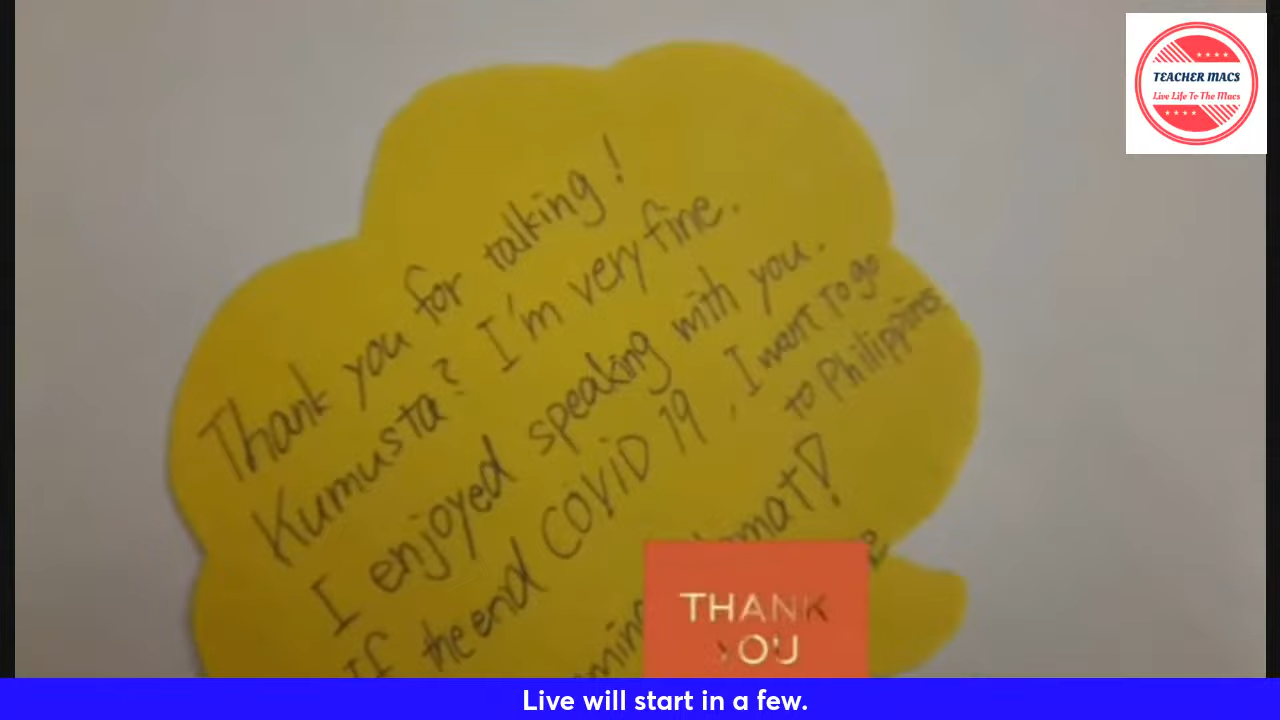 TEACHER MACS
Live Life To The Macs
Thank you for talking!
Kumusta? I'm very fine.
I enjoyed speaking with you.
If the end COVID 19, I want to go
to Philippines.
THANK
YOU
Live will start in a few.